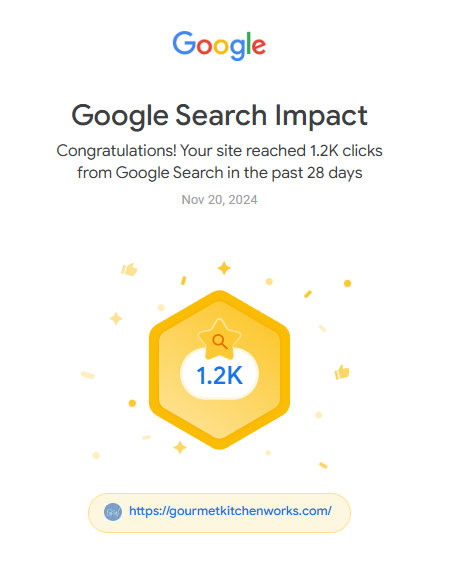 Google
Google Search Impact
Congratulations! Your site reached 1.2K clicks
from Google Search in the past 28 days
Nov 20, 2024
1.2K
https://gourmetkitchenworks.com/